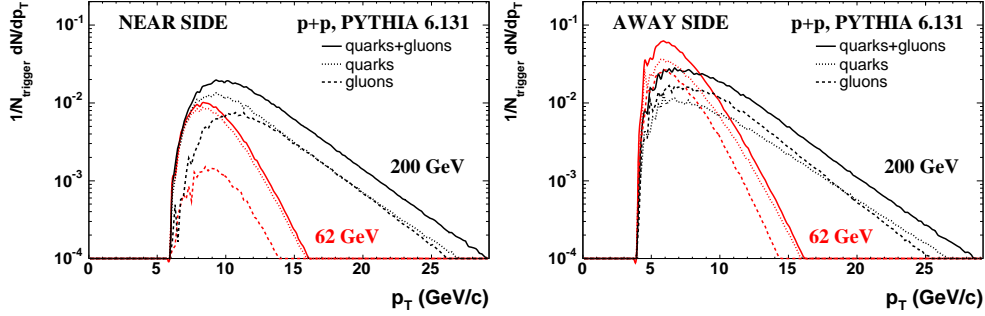 NEAR SIDE p+p, PYTHIA 6.131
quarks+gluons
quarks
gluons
200 GeV
62 GeV
1/N_trigger dN/dp_T
10^-1
10^-2
10^-3
10^-4
0 5 10 15 20 25
p_T (GeV/c)
AWAY SIDE p+p, PYTHIA 6.131
quarks+gluons
quarks
gluons
200 GeV
62 GeV
1/N_trigger dN/dp_T
10^-1
10^-2
10^-3
10^-4
0 5 10 15 20 25
p_T (GeV/c)